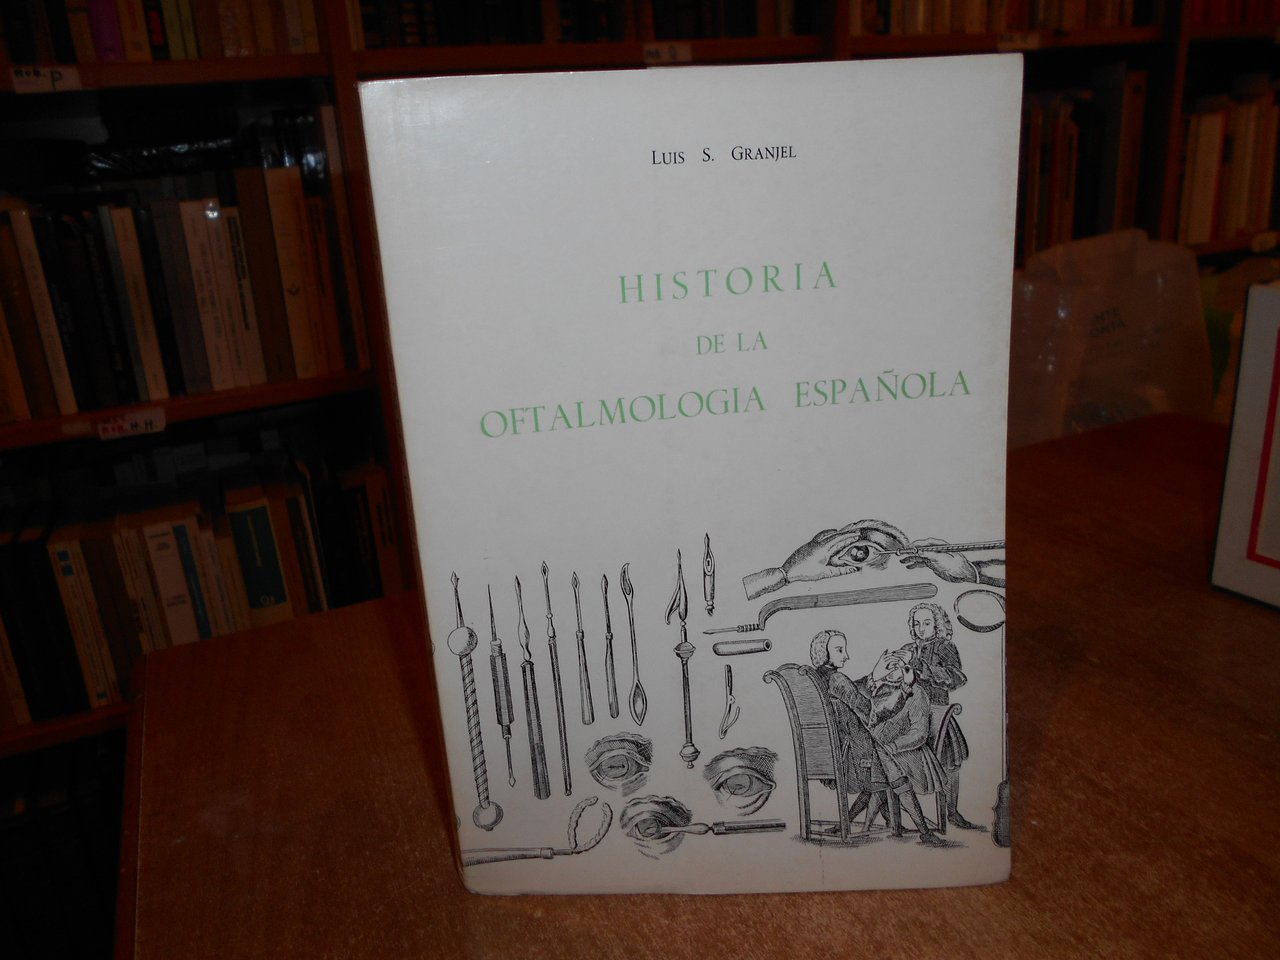 LUIS S. GRANJEL
HISTORIA
DE LA
OFTALMOLOGIA ESPAÑOLA